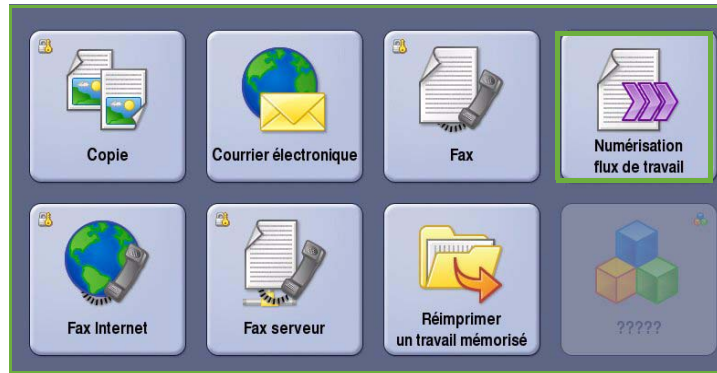 Copie
Courrier électronique
Fax
Numérisation
flux de travail
Fax Internet
Fax serveur
Réimprimer
un travail mémorisé
?????